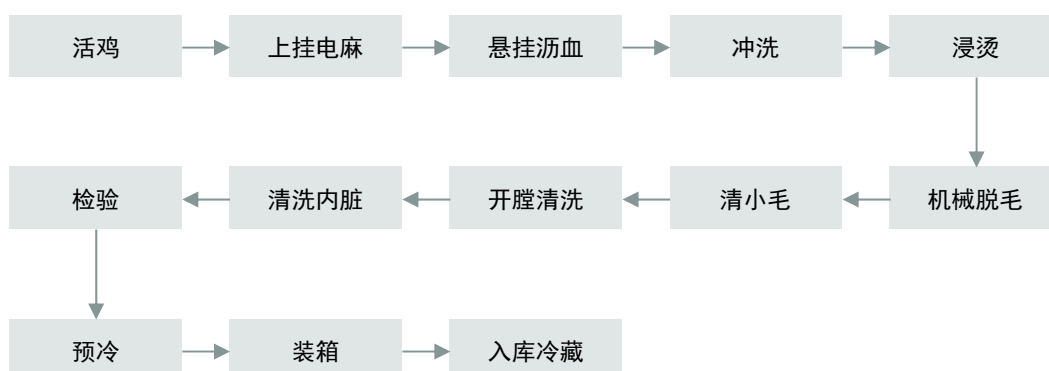 活鸡
上挂电麻
悬挂沥血
冲洗
浸烫
机械脱毛
清小毛
开膛清洗
清洗内脏
检验
预冷
装箱
入库冷藏